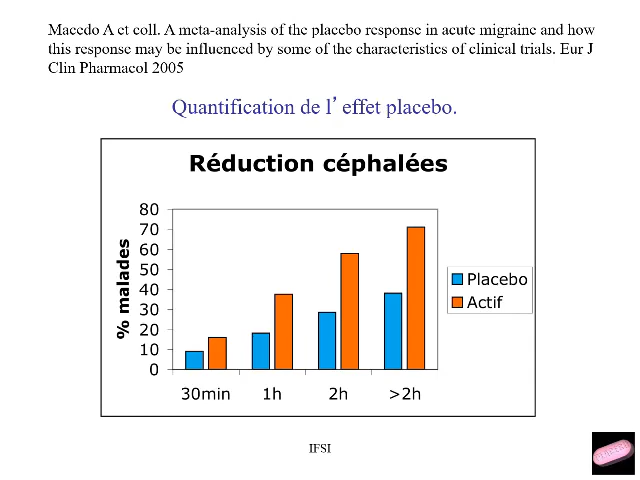 Macedo A et coll. A meta-analysis of the placebo response in acute migraine and how
this response may be influenced by some of the characteristics of clinical trials. Eur J
Clin Pharmacol 2005
Quantification de l’effet placebo.
Réduction céphalées
% malades
80
70
60
50
40
30
20
10
0
30min 1h 2h >2h
Placebo
Actif
IFSI